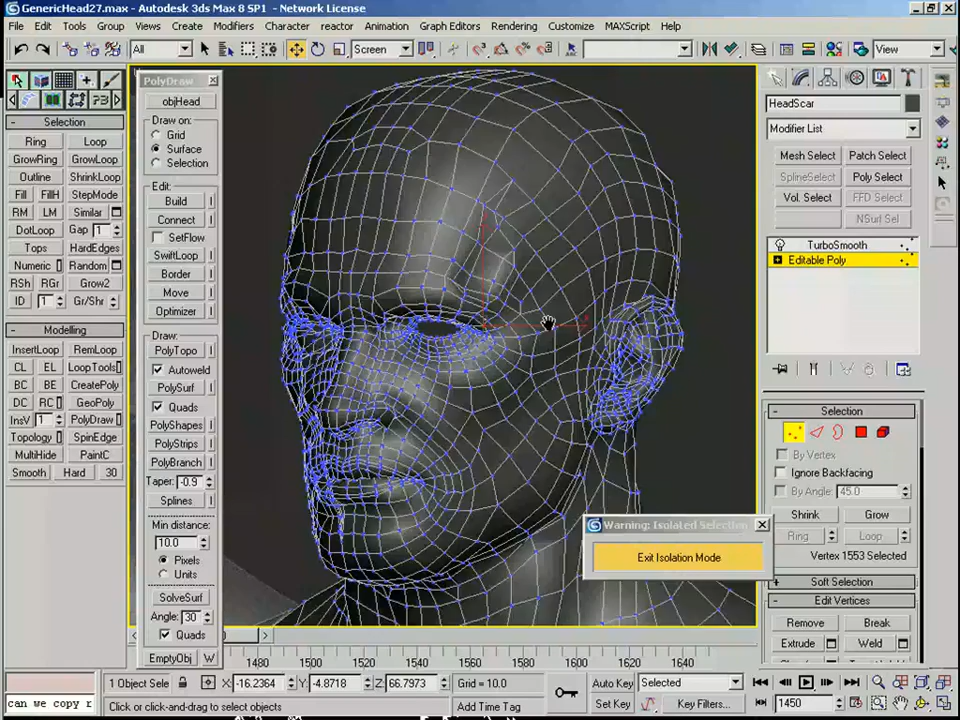 GenericHead27.max - Autodesk 3ds Max 8 SP1 - Network License
File Edit Tools Group Views Create Modifiers Character reactor Animation Graph Editors Rendering Customize MAXScript Help
All Screen View
PolyDraw
objHead
Draw on:
Grid
Surface
Selection
Edit:
Build
Connect
SetFlow
SwiftLoop
Border
Move
Optimizer
Draw:
PolyTopo
Autoweld
PolySurf
Quads
PolyShapes
PolyStrips
PolyBranch
Taper: -0.9
Splines
Min distance:
10.0
Pixels
Units
SolveSurf
Angle: 30
Quads
EmptyObj W
Selection
Ring Loop
GrowRing GrowLoop
Outline ShrinkLoop
Fill FillH StepMode
RM LM Similar
DotLoop Gap 1
Tops HardEdges
Numeric Random
RSh RGr Grow2
ID 1 Gr/Shr
Modelling
InsertLoop RemLoop
CL EL LoopTools
BC BE CreatePoly
DC RC GeoPoly
InsV 1 PolyDraw
Topology SpinEdge
MultiHide PaintC
Smooth Hard 30
HeadScar
Modifier List
Mesh Select Patch Select
SplineSelect Poly Select
Vol. Select FFD Select
NSurf Sel
TurboSmooth
Editable Poly
Selection
By Vertex
Ignore Backfacing
By Angle: 45.0
Shrink Grow
Ring Loop
Vertex 1553 Selected
Soft Selection
Edit Vertices
Remove Break
Extrude Weld
Warning: Isolated Selection
Exit Isolation Mode
1480 1500 1520 1540 1560 1580 1600 1620 1640
1 Object Sele X -16.2364 Y: -4.8718 Z: 66.7973 Grid = 10.0
Auto Key Selected
can we copy r
Click or click-and-drag to select objects
Add Time Tag
Set Key Key Filters... 1450